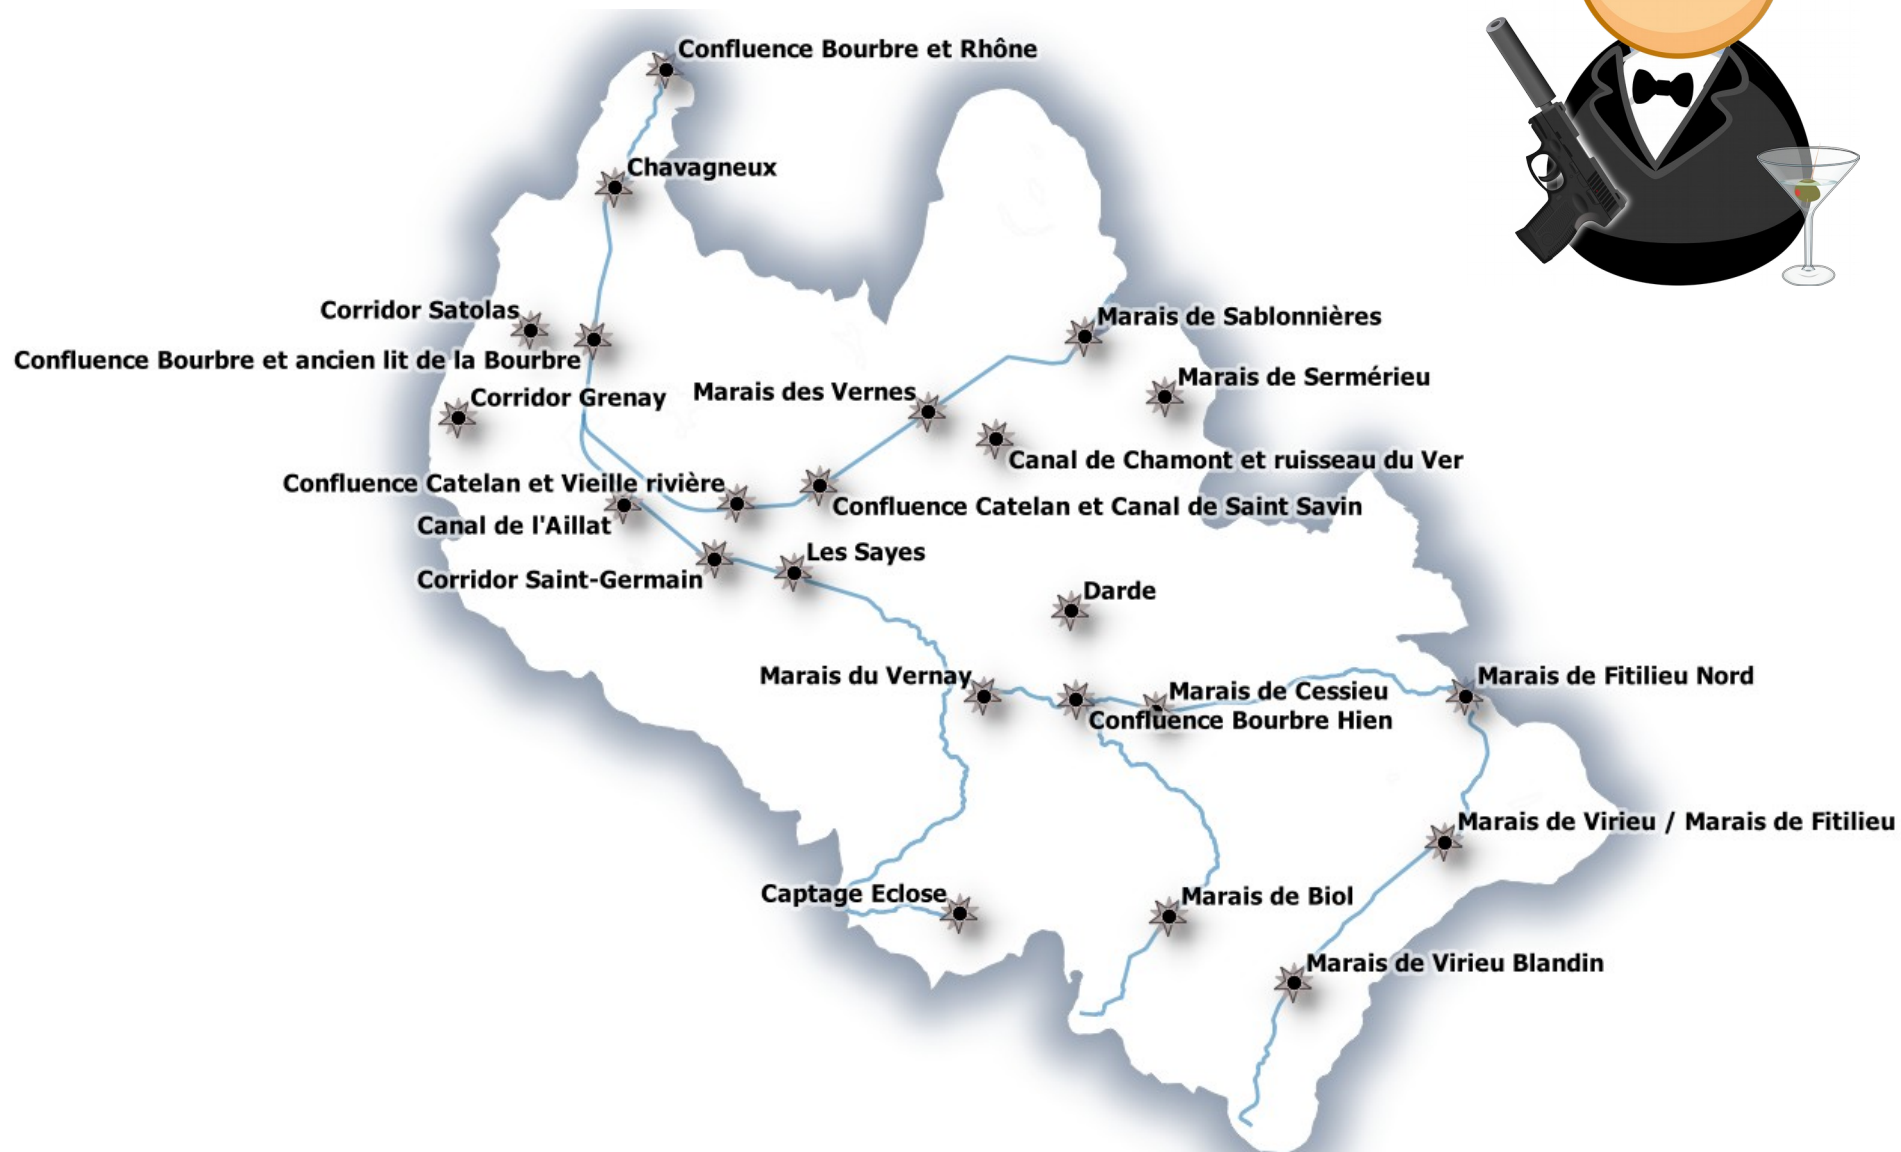 Confluence Bourbre et Rhône
Chavagneux
Corridor Satolas
Marais de Sablonnières
Confluence Bourbre et ancien lit de la Bourbre
Marais de Sermérieu
Marais des Vernes
Corridor Grenay
Canal de Chamont et ruisseau du Ver
Confluence Catelan et Vieille rivière
Confluence Catelan et Canal de Saint Savin
Canal de l'Aillat
Les Sayes
Corridor Saint-Germain
Darde
Marais du Vernay
Marais de Fitilieu Nord
Marais de Cessieu
Confluence Bourbre Hien
Marais de Virieu / Marais de Fitilieu
Captage Eclose
Marais de Biol
Marais de Virieu Blandin